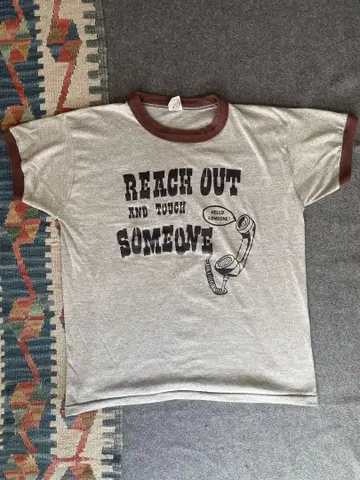 REACH OUT
AND TOUCH
HELLO
SOMEONE!
SOMEONE